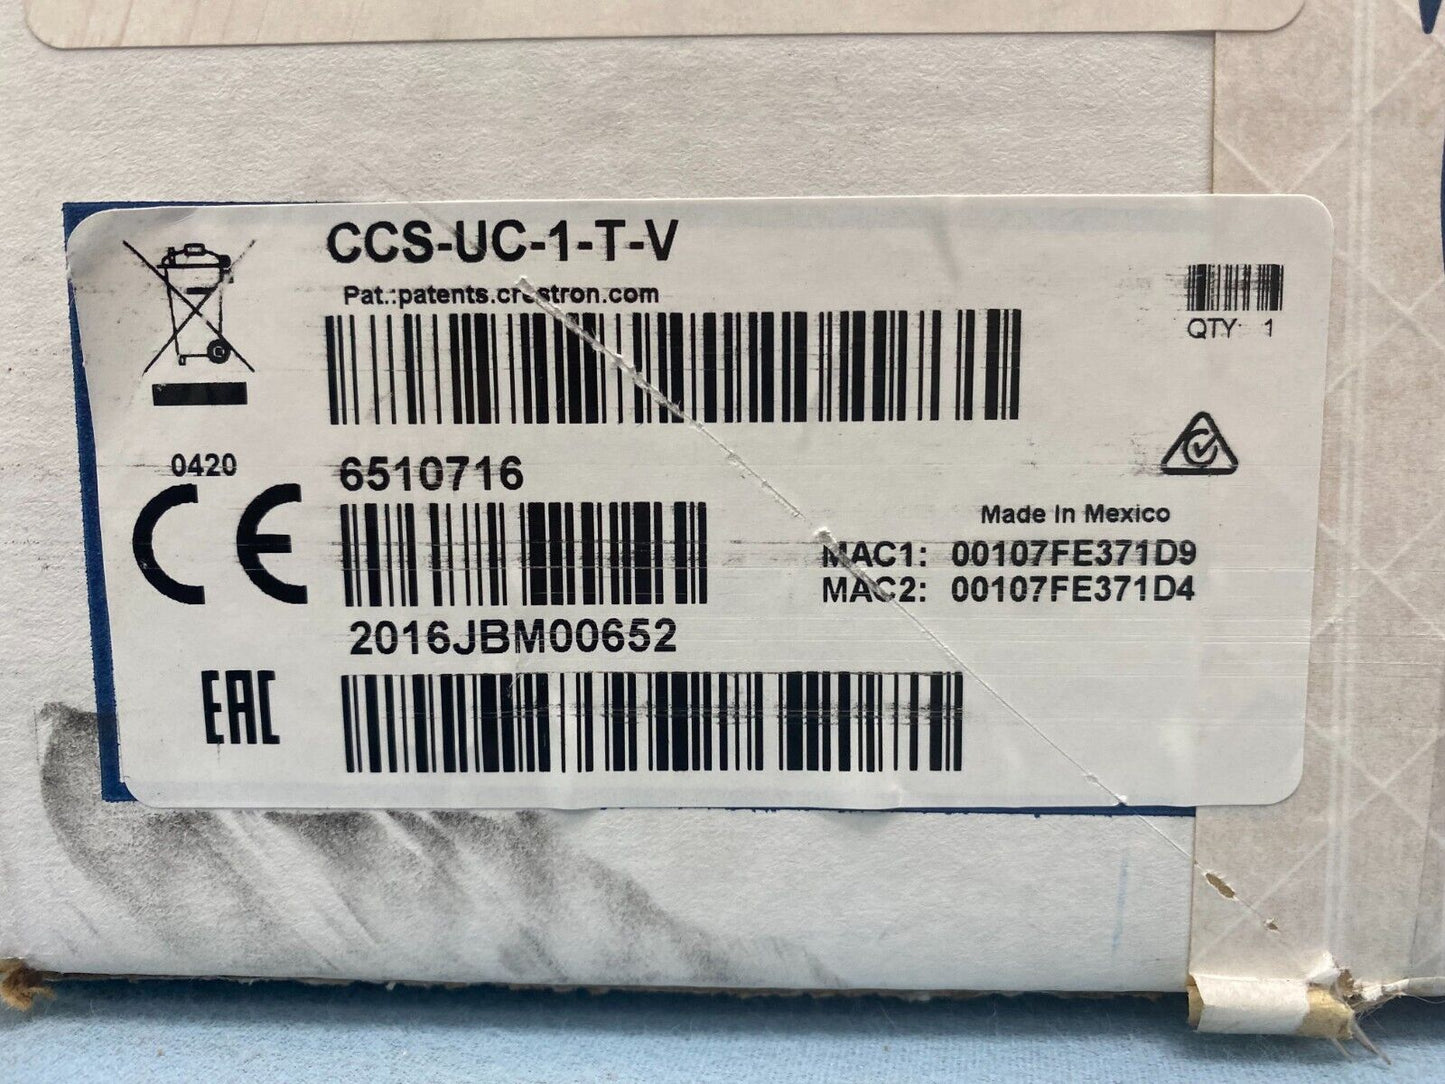 CCS-UC-1-T-V
Pat.:patents.crestron.com
QTY: 1
0420
6510716
CE
Made In Mexico
MAC1: 00107FE371D9
MAC2: 00107FE371D4
2016JBM00652
EAC